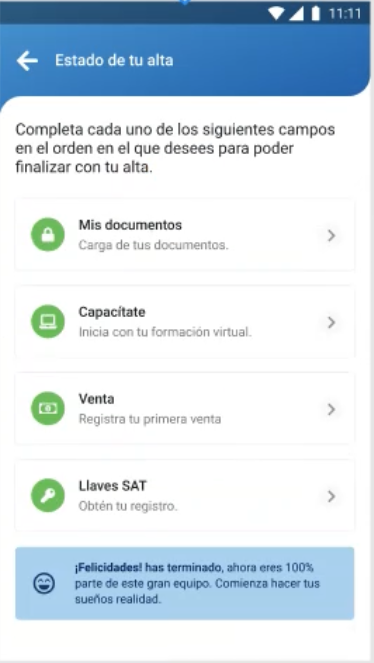 11:11
Estado de tu alta
Completa cada uno de los siguientes campos
en el orden en el que desees para poder
finalizar con tu alta.
Mis documentos
Carga de tus documentos.
Capacítate
Inicia con tu formación virtual.
Venta
Registra tu primera venta
Llaves SAT
Obtén tu registro.
¡Felicidades! has terminado, ahora eres 100%
parte de este gran equipo. Comienza hacer tus
sueños realidad.